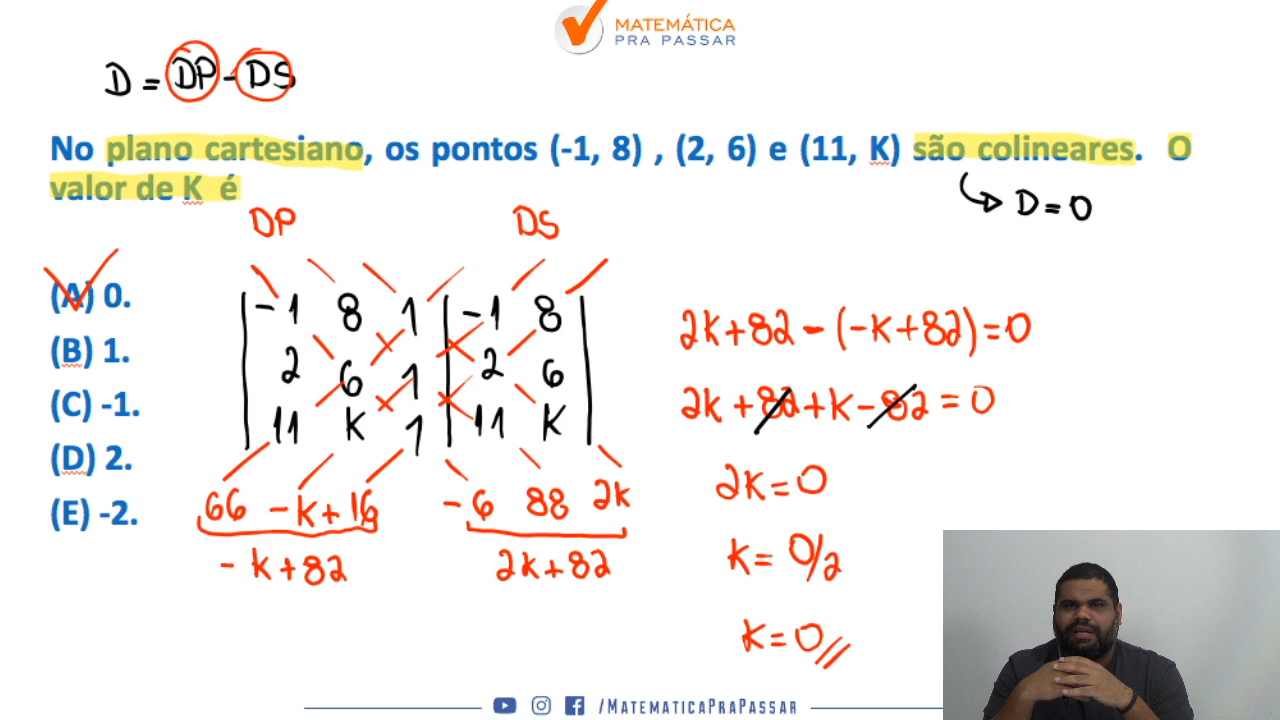 MATEMÁTICA
PRA PASSAR
D = DP - DS
No plano cartesiano, os pontos (-1, 8) , (2, 6) e (11, K) são colineares. O
valor de K é
D = 0
DP DS
(A) 0.
(B) 1.
(C) -1.
(D) 2.
(E) -2.
-1 8 1 -1 8
2 6 1 2 6
11 K 1 11 K
66 - K + 16 - 6 88 2K
- K + 82 2K + 82
2K + 82 - (-K + 82) = 0
2K + 82 + K - 82 = 0
2K = 0
K = 0/2
K = 0//
/MATEMATICAPRAPASSAR